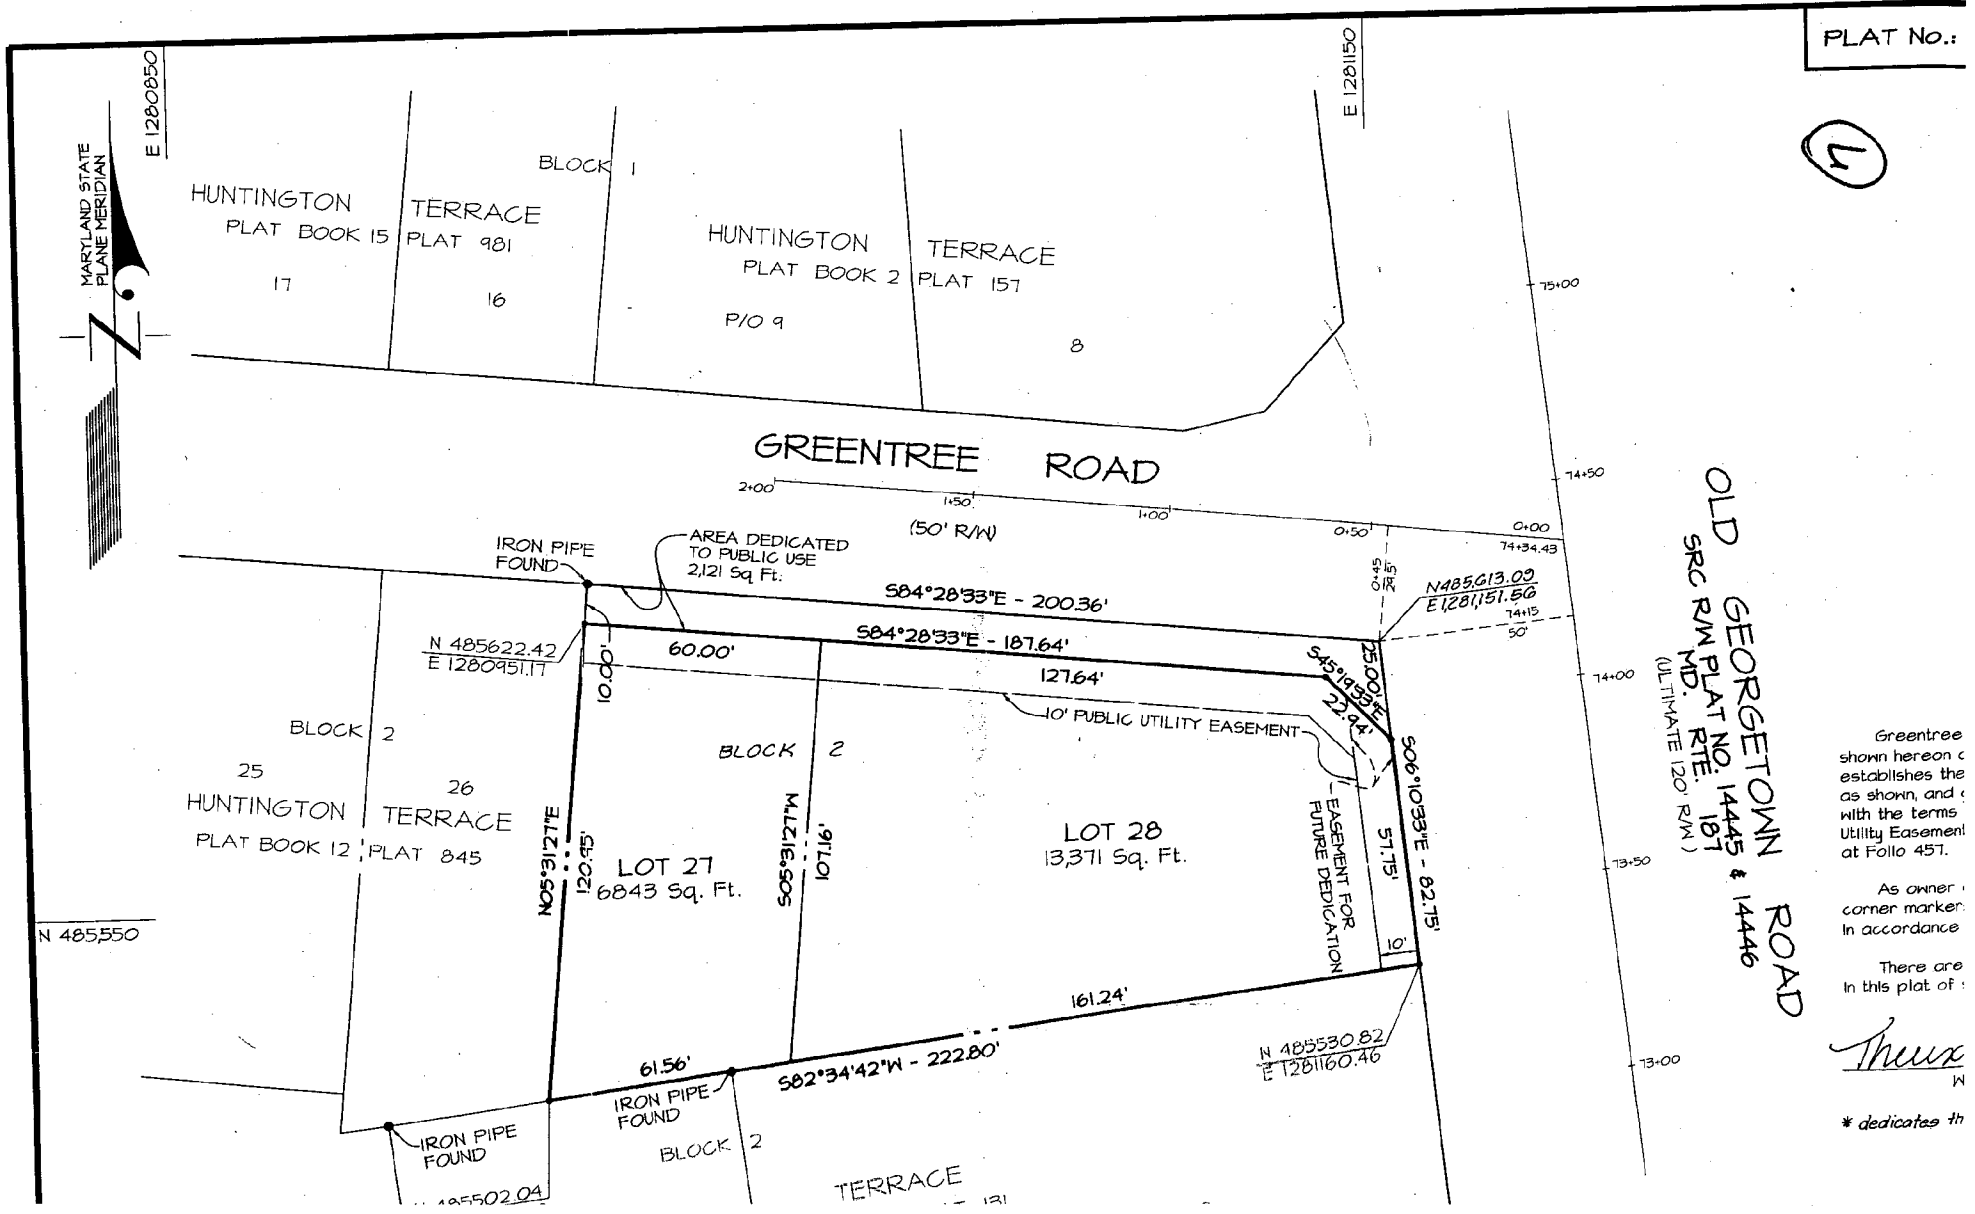 PLAT No.:
E 1280850
E 1281150
MARYLAND STATE
PLANE MERIDIAN
BLOCK 1
HUNTINGTON TERRACE
PLAT BOOK 15 PLAT 981
17
16
HUNTINGTON TERRACE
PLAT BOOK 2 PLAT 157
P/O 9
8
75+00
GREENTREE ROAD
2+00
1+50
1+00
0+50
0+00
(50' R/W)
74+50
74+34.43
IRON PIPE
FOUND
AREA DEDICATED
TO PUBLIC USE
2,121 Sq Ft.
0+45
29.5'
N485,613.09
E1,281,151.56
74+15
50'
S84°28'33"E - 200.36'
S84°28'33"E - 187.64'
60.00'
127.64'
N 485622.42
E 1280951.17
10.00'
25.00'
S45°19'33"E
22.94'
10' PUBLIC UTILITY EASEMENT
74+00
OLD GEORGETOWN ROAD
SRC R/W PLAT NO. 14445 & 14446
MD. RTE. 187
(ULTIMATE 120' R/W)
BLOCK 2
25
26
HUNTINGTON TERRACE
PLAT BOOK 12 PLAT 845
BLOCK 2
N05°31'27"E
120.95'
LOT 27
6843 Sq. Ft.
S05°31'27"W
107.16'
LOT 28
13,371 Sq. Ft.
EASEMENT FOR
FUTURE DEDICATION
57.75'
S06°10'33"E - 82.75'
10'
73+50
N 485,550
161.24'
61.56'
S82°34'42"W - 222.80'
IRON PIPE
FOUND
N 485530.82
E 1281160.46
73+00
IRON PIPE
FOUND
BLOCK 2
TERRACE
485502.04
131
Greentree
shown hereon
establishes the
as shown, and
with the terms
Utility Easement
at Folio 457.
As owner
corner marker
in accordance
There are
in this plat of
* dedicates th